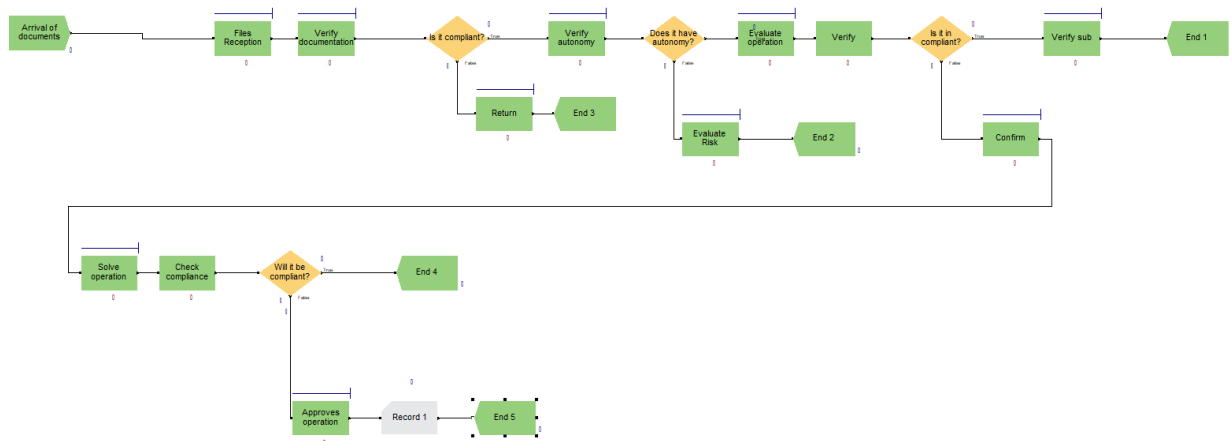 Arrival of
documents
Files
Reception
Verify
documentation
Is it compliant?
True
False
Verify
autonomy
Does it have
autonomy?
False
Evaluate
operation
Verify
Is it in
compliant?
True
False
Verify sub
End 1
Return
End 3
Evaluate
Risk
End 2
Confirm
Solve
operation
Check
compliance
Will it be
compliant?
True
False
End 4
Approves
operation
Record 1
End 5